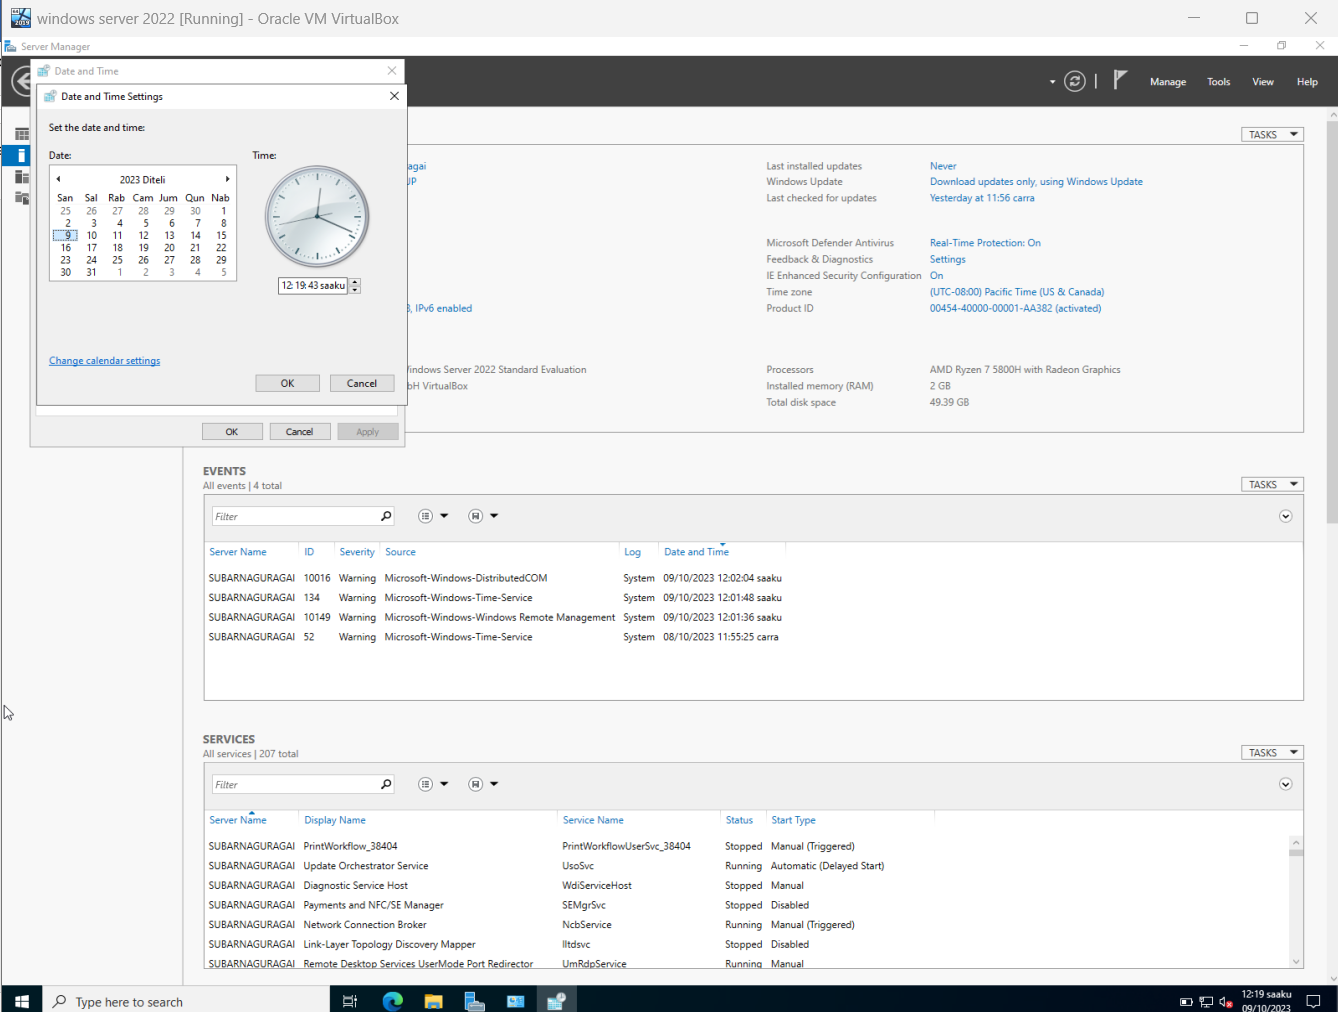 windows server 2022 [Running] - Oracle VM VirtualBox
Server Manager
Manage Tools View Help
Date and Time
Date and Time Settings
Set the date and time:
Date: Time:
2023 Diteli
San Sal Rab Cam Jum Qun Nab
25 26 27 28 29 30 1
2 3 4 5 6 7 8
9 10 11 12 13 14 15
16 17 18 19 20 21 22
23 24 25 26 27 28 29
30 31 1 2 3 4 5
12:19:43 saaku
Change calendar settings
OK Cancel
OK Cancel Apply
TASKS
agai
UP
3, IPv6 enabled
Windows Server 2022 Standard Evaluation
bH VirtualBox
Last installed updates Never
Windows Update Download updates only, using Windows Update
Last checked for updates Yesterday at 11:56 carra
Microsoft Defender Antivirus Real-Time Protection: On
Feedback & Diagnostics Settings
IE Enhanced Security Configuration On
Time zone (UTC-08:00) Pacific Time (US & Canada)
Product ID 00454-40000-00001-AA382 (activated)
Processors AMD Ryzen 7 5800H with Radeon Graphics
Installed memory (RAM) 2 GB
Total disk space 49.39 GB
EVENTS
All events | 4 total
TASKS
Filter
Server Name ID Severity Source Log Date and Time
SUBARNAGURAGAI 10016 Warning Microsoft-Windows-DistributedCOM System 09/10/2023 12:02:04 saaku
SUBARNAGURAGAI 134 Warning Microsoft-Windows-Time-Service System 09/10/2023 12:01:48 saaku
SUBARNAGURAGAI 10149 Warning Microsoft-Windows-Windows Remote Management System 09/10/2023 12:01:36 saaku
SUBARNAGURAGAI 52 Warning Microsoft-Windows-Time-Service System 08/10/2023 11:55:25 carra
SERVICES
All services | 207 total
TASKS
Filter
Server Name Display Name Service Name Status Start Type
SUBARNAGURAGAI PrintWorkflow_38404 PrintWorkflowUserSvc_38404 Stopped Manual (Triggered)
SUBARNAGURAGAI Update Orchestrator Service UsoSvc Running Automatic (Delayed Start)
SUBARNAGURAGAI Diagnostic Service Host WdiServiceHost Stopped Manual
SUBARNAGURAGAI Payments and NFC/SE Manager SEMgrSvc Stopped Disabled
SUBARNAGURAGAI Network Connection Broker NcbService Running Manual (Triggered)
SUBARNAGURAGAI Link-Layer Topology Discovery Mapper lltdsvc Stopped Disabled
SUBARNAGURAGAI Remote Desktop Services UserMode Port Redirector UmRdpService Running Manual
Type here to search
12:19 saaku
09/10/2023